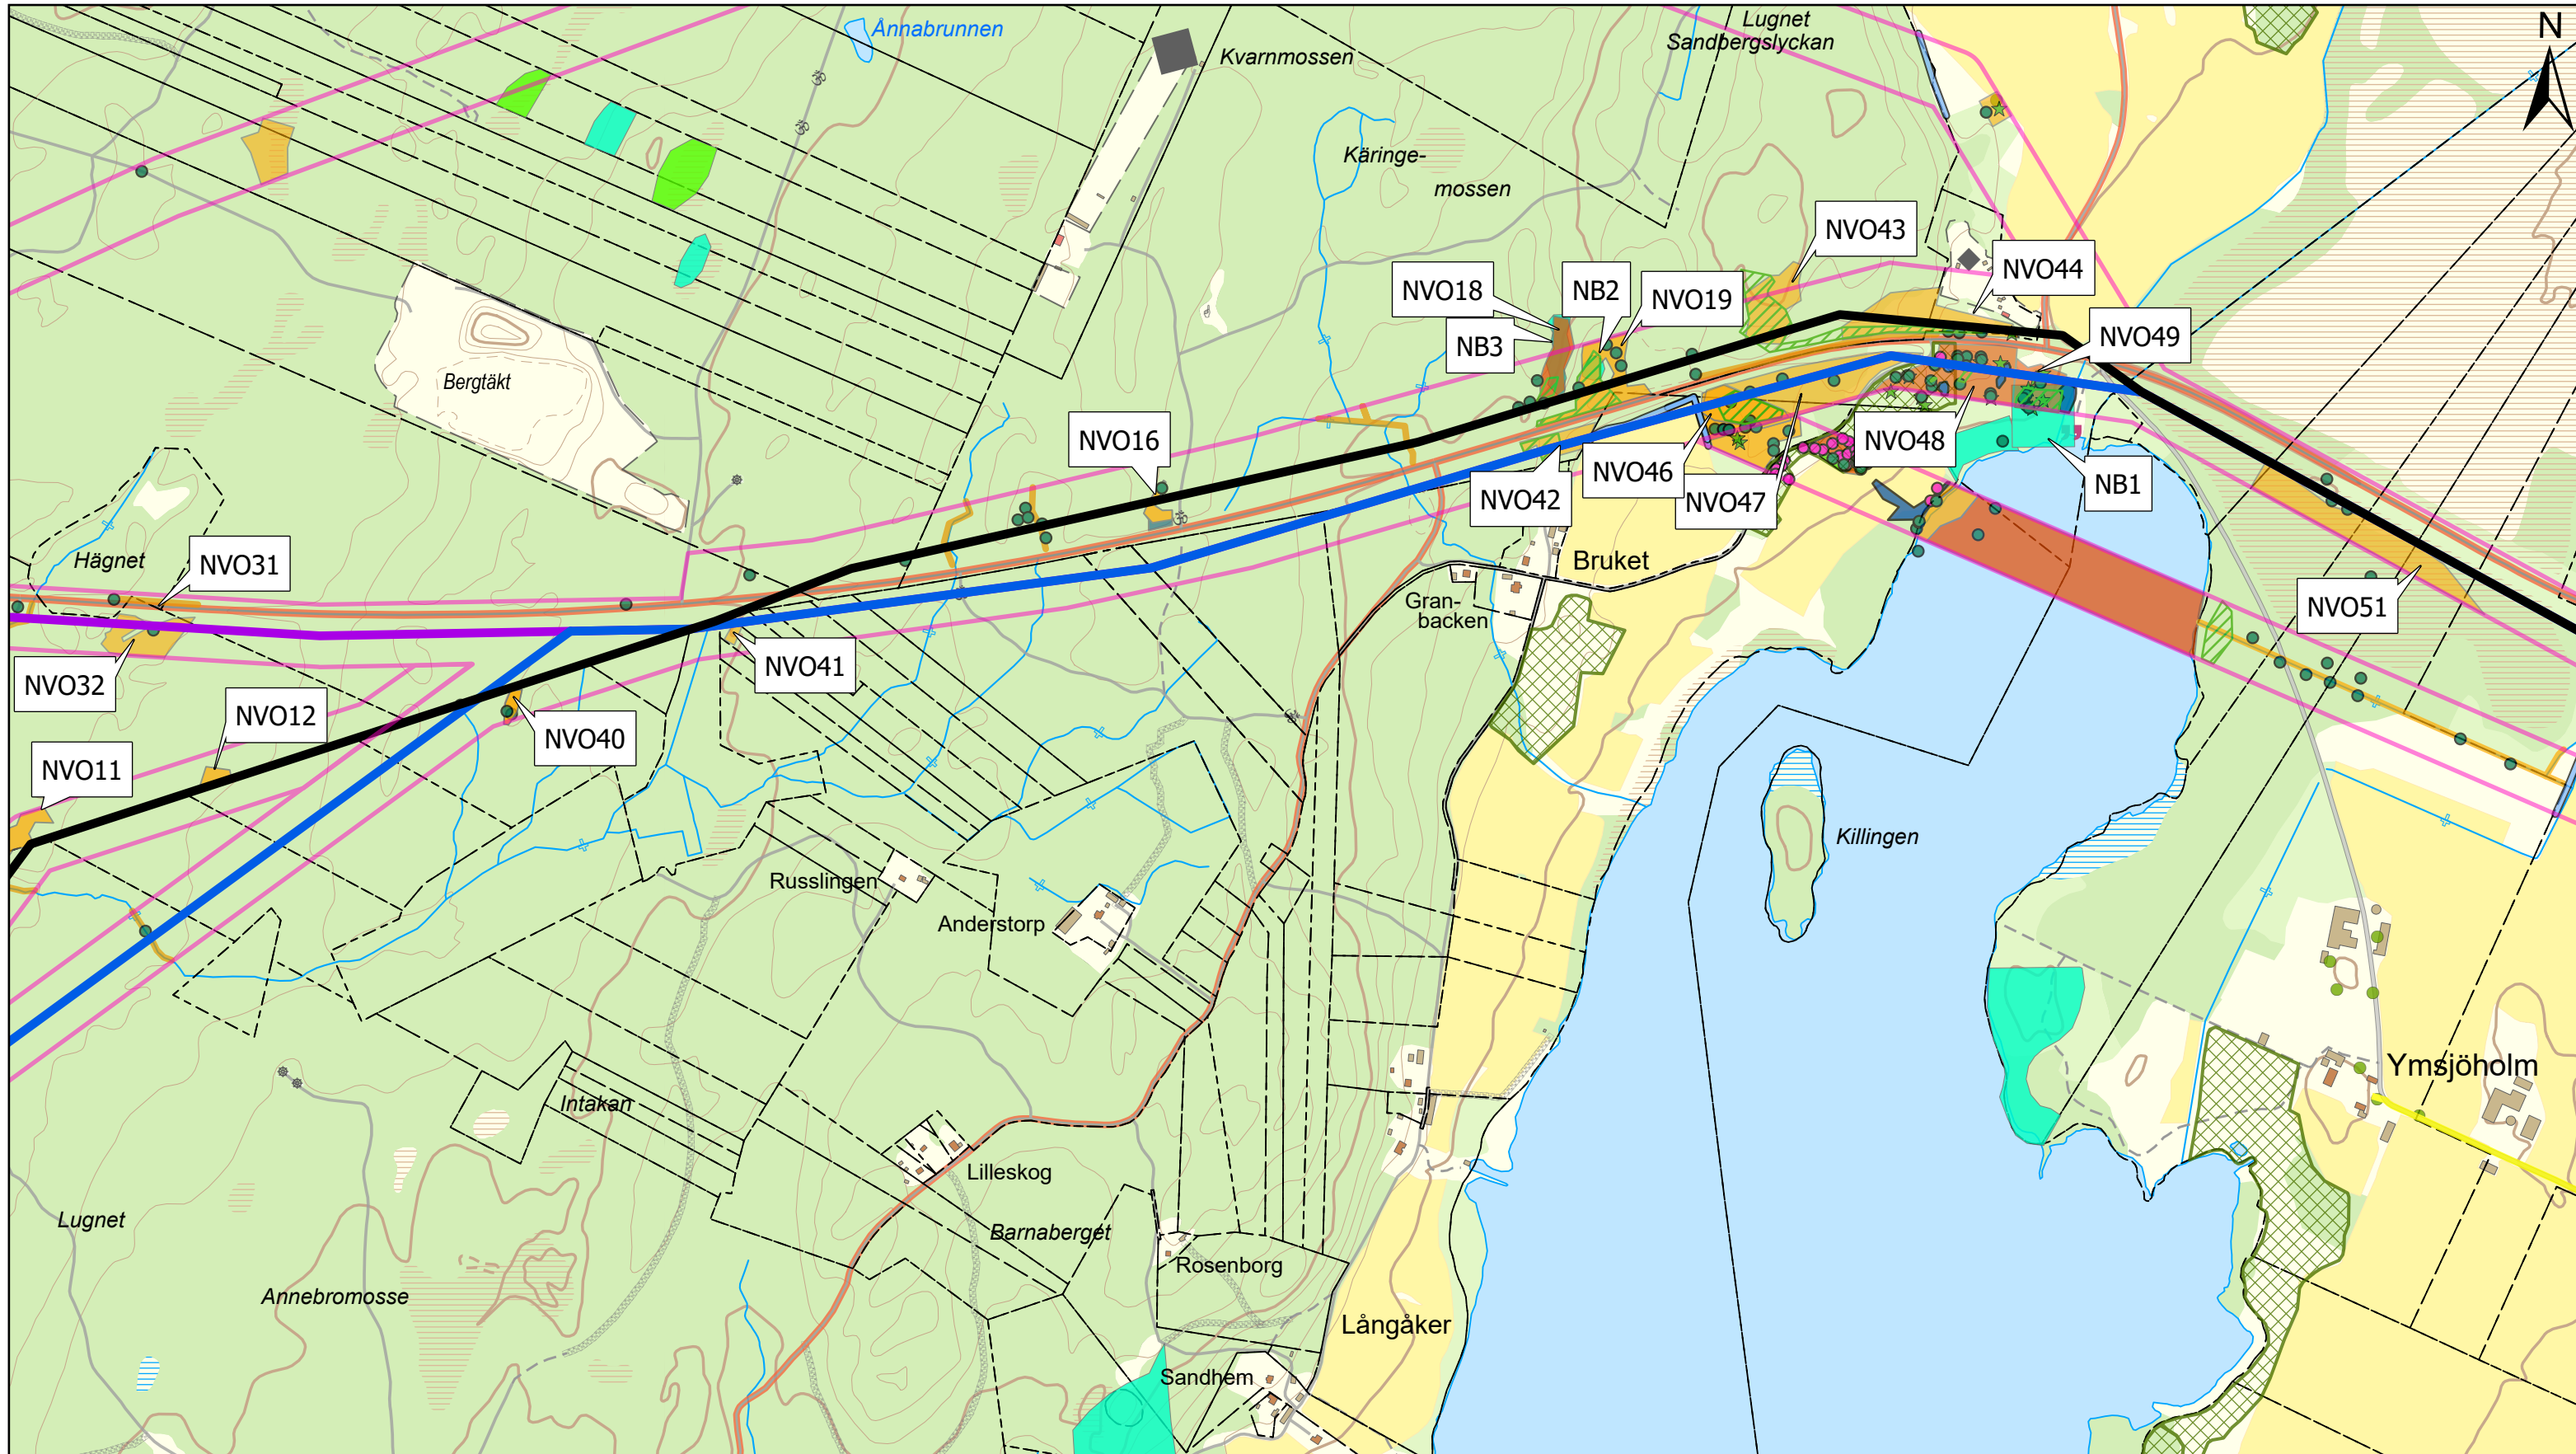 Ånnabrunnen
Kvarnmossen
Lugnet
Sandbergslyckan
N
Käringe-
mossen
NVO43
NVO44
NVO18
NB2
NVO19
NB3
NVO49
Bergtäkt
NVO16
NVO48
NVO46
NVO42
NVO47
NB1
Hägnet
NVO31
Bruket
Gran-
backen
NVO51
NVO32
NVO41
NVO12
NVO40
NVO11
Killingen
Russlingen
Anderstorp
Ymsjöholm
Intakan
Lilleskog
Lugnet
Barnaberget
Rosenborg
Annebromosse
Långåker
Sandhem